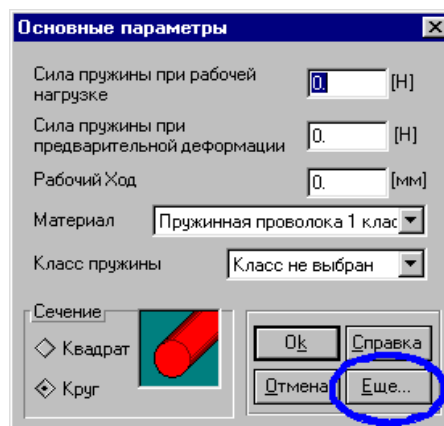 Основные параметры
Сила пружины при рабочей
нагрузке
0.
[Н]
Сила пружины при
предварительной деформации
0.
[Н]
Рабочий Ход
0.
[мм]
Материал
Пружинная проволока 1 клас
Класс пружины
Класс не выбран
Сечение
Квадрат
Круг
Ok
Справка
Отмена
Еще...